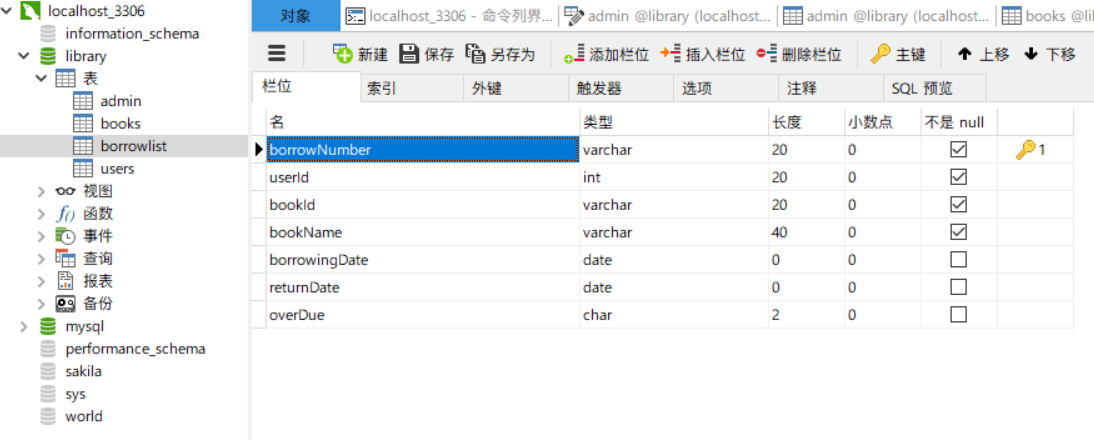 localhost_3306
information_schema
library
表
admin
books
borrowlist
users
视图
f() 函数
事件
查询
报表
备份
mysql
performance_schema
sakila
sys
world
对象 localhost_3306 - 命令列界... admin @library (localhost... admin @library (localhost... books @li
新建 保存 另存为 添加栏位 插入栏位 删除栏位 主键 上移 下移
栏位 索引 外键 触发器 选项 注释 SQL 预览
名 类型 长度 小数点 不是 null
borrowNumber varchar 20 0 1
userId int 20 0
bookId varchar 20 0
bookName varchar 40 0
borrowingDate date 0 0
returnDate date 0 0
overDue char 2 0